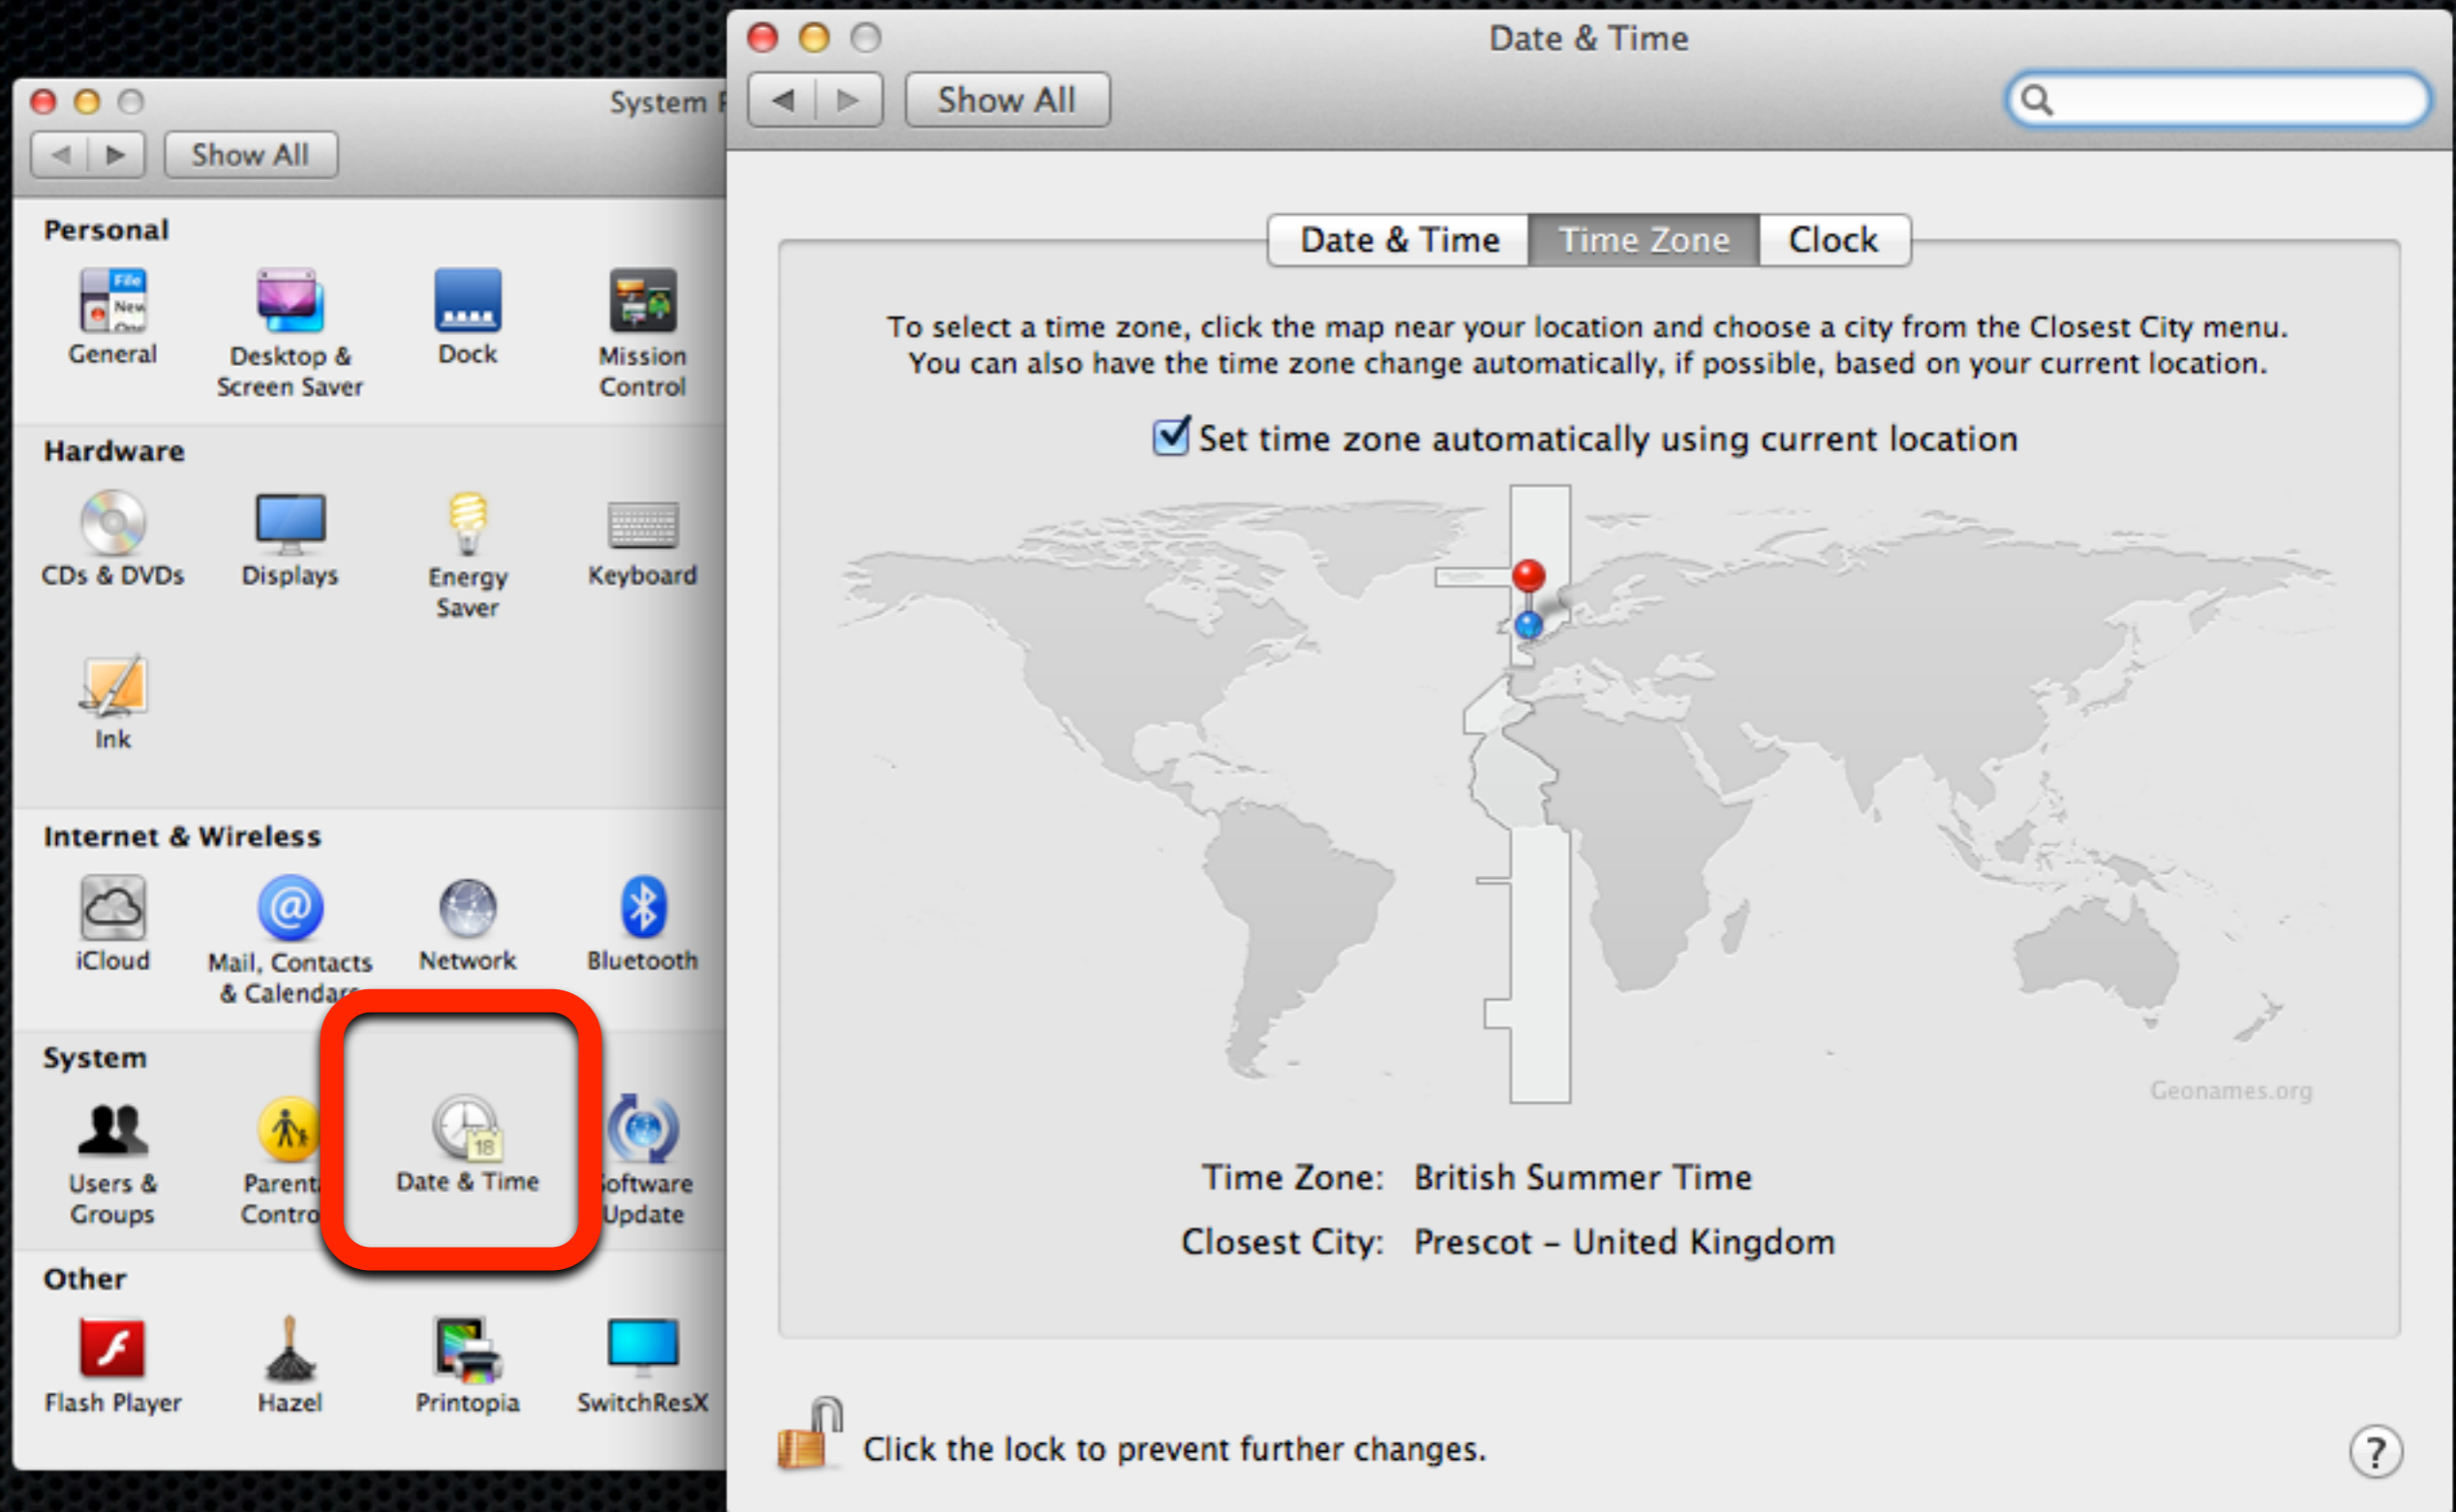 System
Show All
Personal
File
New
General
Desktop &
Screen Saver
Dock
Mission
Control
Hardware
CDs & DVDs
Displays
Energy
Saver
Keyboard
Ink
Internet & Wireless
iCloud
Mail, Contacts
& Calendars
Network
Bluetooth
System
Users &
Groups
18
Date & Time
Update
Other
Flash Player
Hazel
Printopia
SwitchResX
Date & Time
Show All
Date & Time
Time Zone
Clock
To select a time zone, click the map near your location and choose a city from the Closest City menu.
You can also have the time zone change automatically, if possible, based on your current location.
Set time zone automatically using current location
Geonames.org
Time Zone: British Summer Time
Closest City: Prescot – United Kingdom
Click the lock to prevent further changes.
?